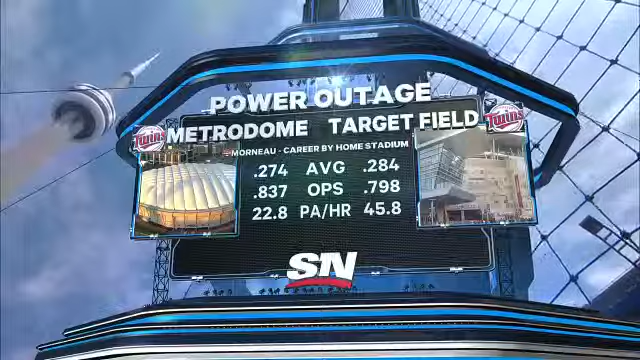 POWER OUTAGE
Twins METRODOME TARGET FIELD Twins
MORNEAU - CAREER BY HOME STADIUM
.274 AVG .284
.837 OPS .798
22.8 PA/HR 45.8
SN